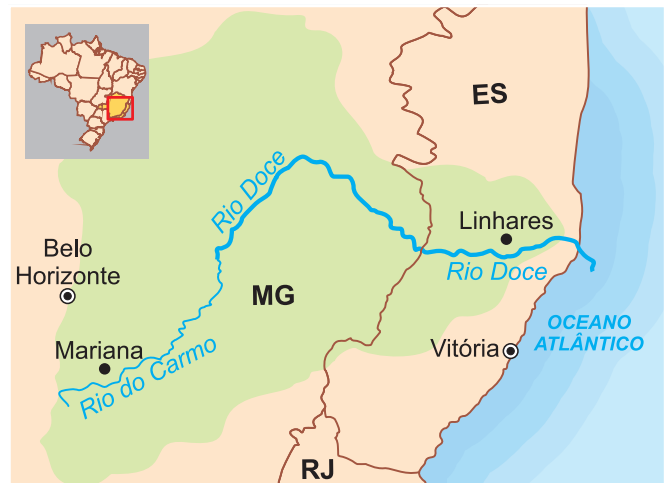 ES
Rio Doce
Linhares
Belo
Horizonte
Rio Doce
MG
OCEANO
ATLÂNTICO
Mariana
Vitória
Rio do Carmo
RJ